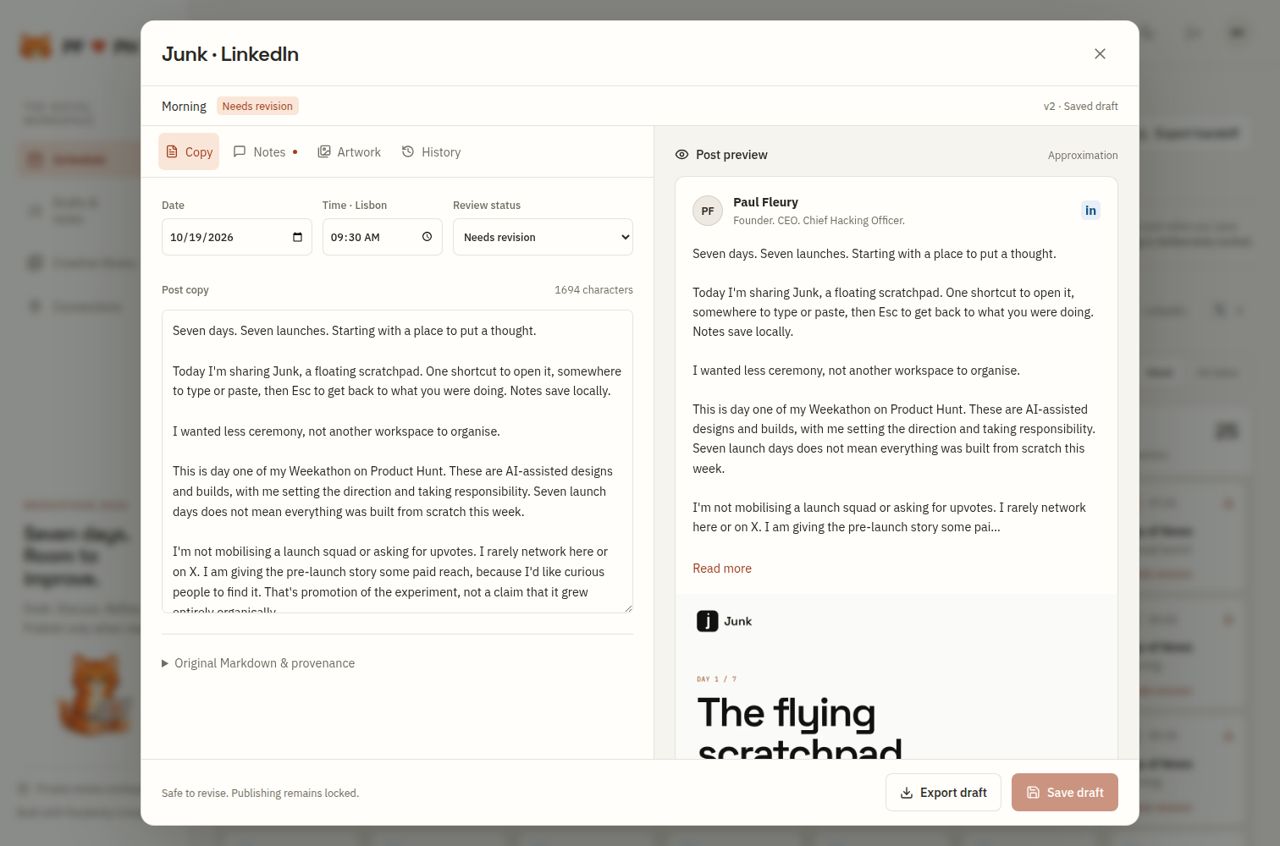 Junk · LinkedIn
Morning
Needs revision
v2 · Saved draft
Copy
Notes
Artwork
History
Date
Time · Lisbon
Review status
10/19/2026
09:30 AM
Needs revision
Post copy
1694 characters
Seven days. Seven launches. Starting with a place to put a thought.
Today I'm sharing Junk, a floating scratchpad. One shortcut to open it, somewhere
to type or paste, then Esc to get back to what you were doing. Notes save locally.
I wanted less ceremony, not another workspace to organise.
This is day one of my Weekathon on Product Hunt. These are AI-assisted designs
and builds, with me setting the direction and taking responsibility. Seven launch
days does not mean everything was built from scratch this week.
I'm not mobilising a launch squad or asking for upvotes. I rarely network here or
on X. I am giving the pre-launch story some paid reach, because I'd like curious
people to find it. That's promotion of the experiment, not a claim that it grew
entirely organically.
Original Markdown & provenance
Post preview
Approximation
PF
Paul Fleury
Founder. CEO. Chief Hacking Officer.
in
Seven days. Seven launches. Starting with a place to put a thought.
Today I'm sharing Junk, a floating scratchpad. One shortcut to open it,
somewhere to type or paste, then Esc to get back to what you were doing.
Notes save locally.
I wanted less ceremony, not another workspace to organise.
This is day one of my Weekathon on Product Hunt. These are AI-assisted
designs and builds, with me setting the direction and taking responsibility.
Seven launch days does not mean everything was built from scratch this
week.
I'm not mobilising a launch squad or asking for upvotes. I rarely network
here or on X. I am giving the pre-launch story some pai...
Read more
j Junk
DAY 1 / 7
The flying
scratchpad
Safe to revise. Publishing remains locked.
Export draft
Save draft
Seven days.
Room to
improve.